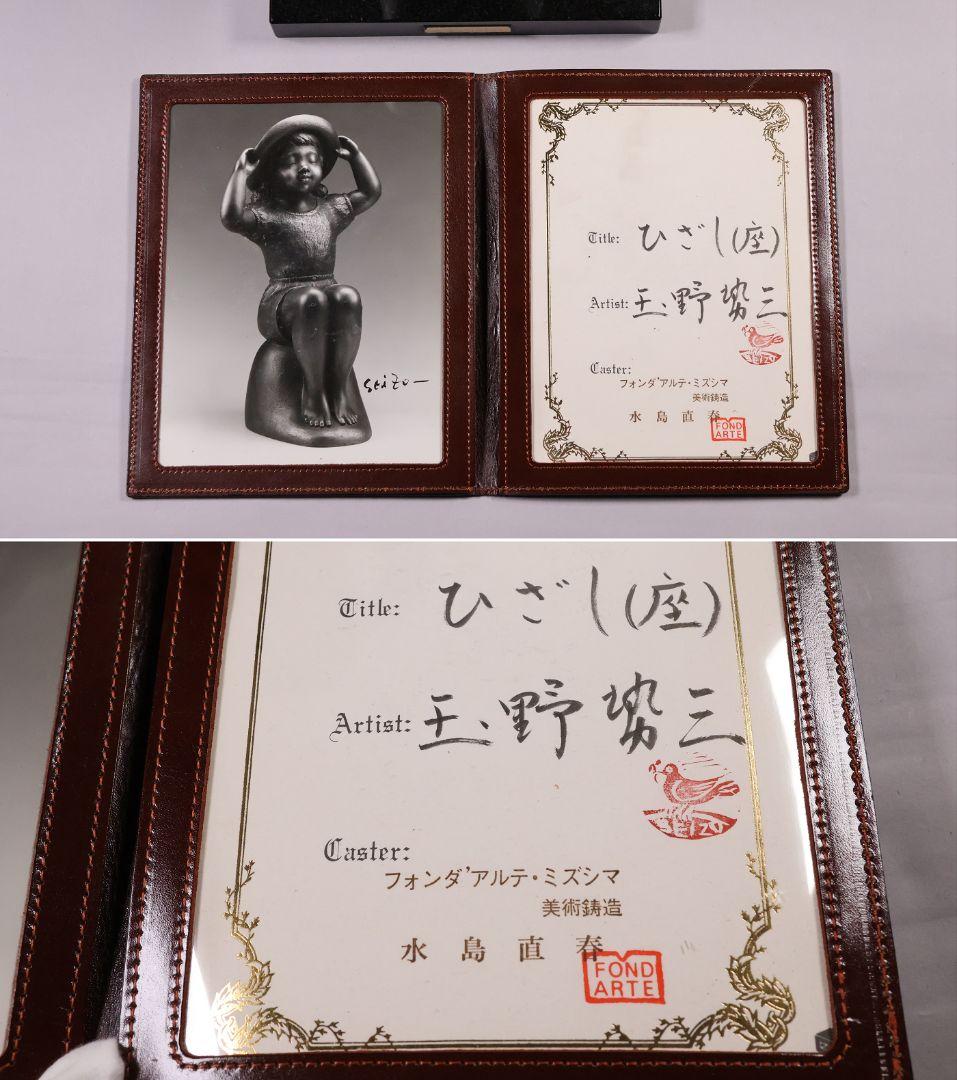 Title: ひざし(座)
Artist: 玉野勢三
SEIZO
Caster:
フォンダ'アルテ・ミズシマ
美術鋳造
水島直春
FOND
ARTE
Seizo
Title: ひざし(座)
Artist: 玉野勢三
SEIZO
Caster:
フォンダ'アルテ・ミズシマ
美術鋳造
水島直春
FOND
ARTE